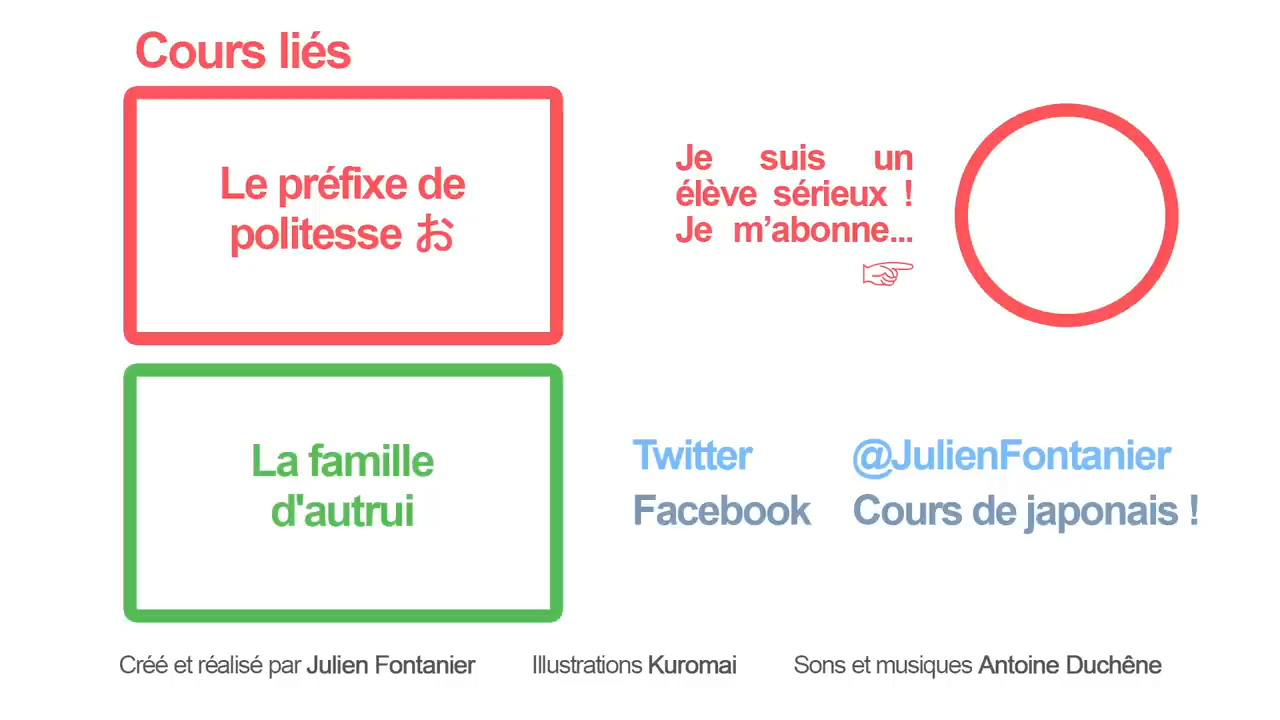 Cours liés
Le préfixe de
politesse お
Je suis un
élève sérieux !
Je m’abonne...
☞
La famille
d'autrui
Twitter @JulienFontanier
Facebook Cours de japonais !
Créé et réalisé par Julien Fontanier Illustrations Kuromai Sons et musiques Antoine Duchêne